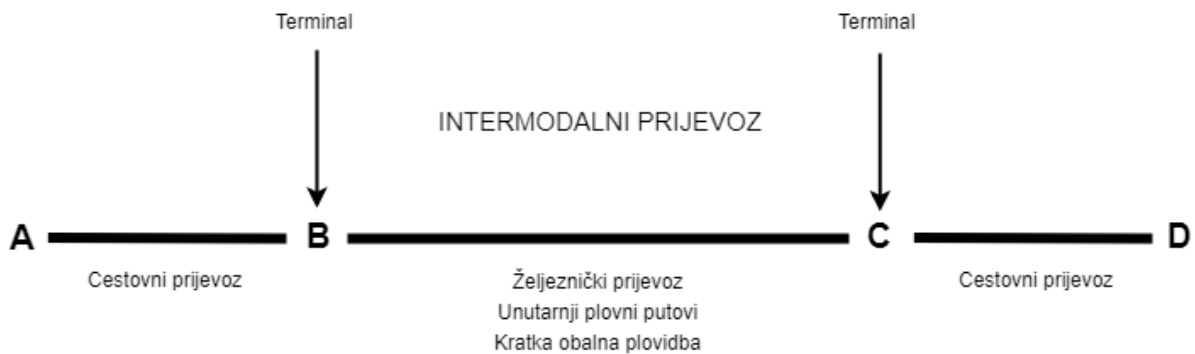 Terminal
Terminal
INTERMODALNI PRIJEVOZ
A
B
C
D
Cestovni prijevoz
Željeznički prijevoz
Unutarnji plovni putovi
Kratka obalna plovidba
Cestovni prijevoz